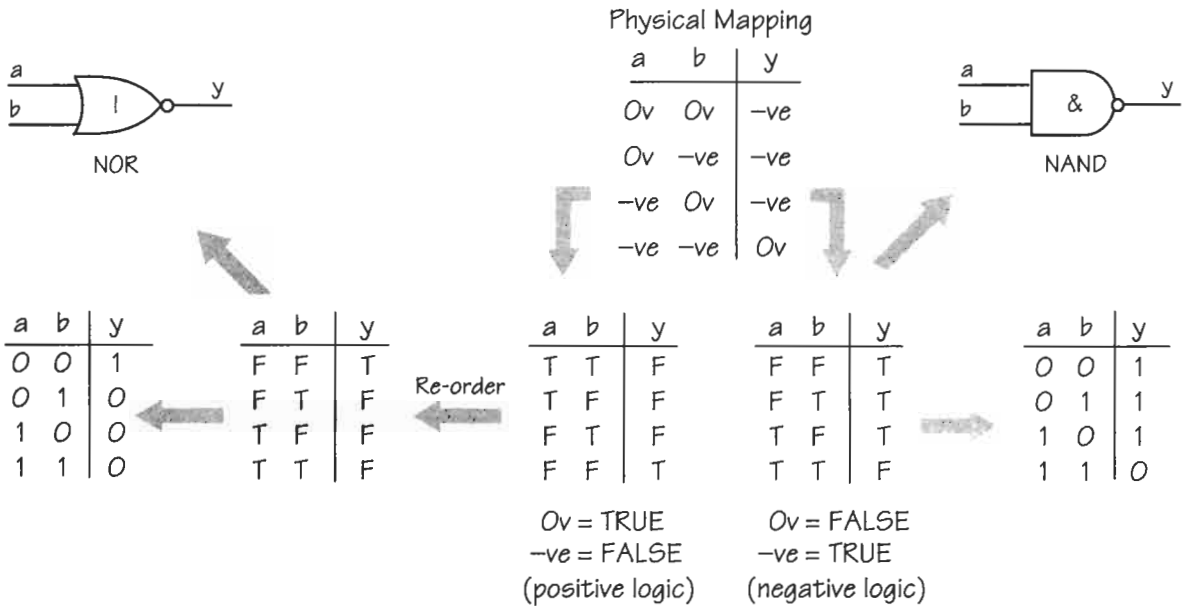 Physical Mapping
a b y
0v 0v –ve
0v –ve –ve
–ve 0v –ve
–ve –ve 0v
a
b
|
y
NOR
a
b
&
y
NAND
a b y
0 0 1
0 1 0
1 0 0
1 1 0
a b y
F F T
F T F
T F F
T T F
Re-order
a b y
T T F
T F F
F T F
F F T
0v = TRUE
–ve = FALSE
(positive logic)
a b y
F F T
F T T
T F T
T T F
0v = FALSE
–ve = TRUE
(negative logic)
a b y
0 0 1
0 1 1
1 0 1
1 1 0